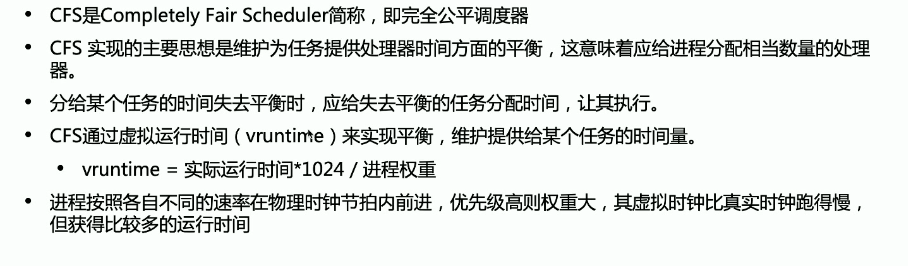 • CFS是Completely Fair Scheduler简称，即完全公平调度器
• CFS 实现的主要思想是维护为任务提供处理器时间方面的平衡，这意味着应给进程分配相当数量的处理
器。
• 分给某个任务的时间失去平衡时，应给失去平衡的任务分配时间，让其执行。
• CFS通过虚拟运行时间（vruntime）来实现平衡，维护提供给某个任务的时间量。
• vruntime = 实际运行时间*1024 / 进程权重
• 进程按照各自不同的速率在物理时钟节拍内前进，优先级高则权重大，其虚拟时钟比真实时钟跑得慢，
但获得比较多的运行时间